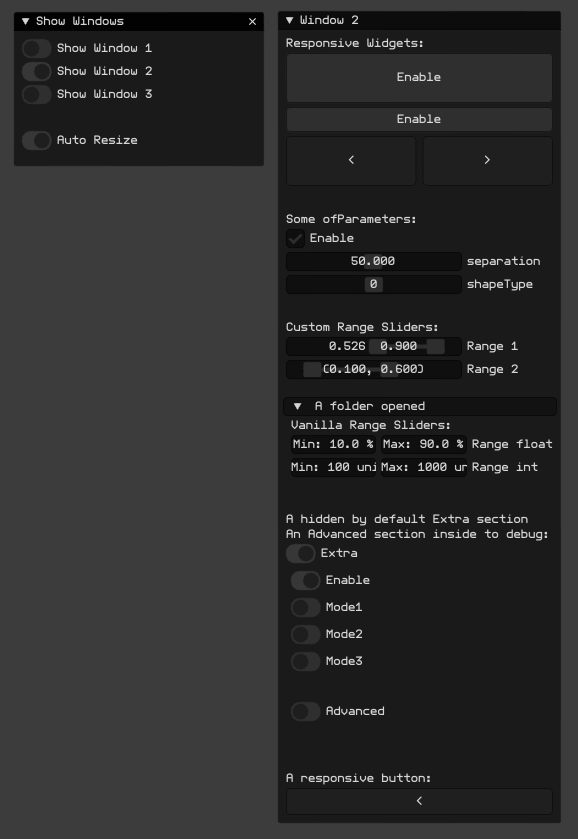 Show Windows
Show Window 1
Show Window 2
Show Window 3
Auto Resize
Window 2
Responsive Widgets:
Enable
Enable
< >
Some ofParameters:
Enable
50.000 separation
0 shapeType
Custom Range Sliders:
0.526 0.900 Range 1
(0.100, 0.600) Range 2
A folder opened
Vanilla Range Sliders:
Min: 10.0 % Max: 90.0 % Range float
Min: 100 uni Max: 1000 un Range int
A hidden by default Extra section
An Advanced section inside to debug:
Extra
Enable
Mode1
Mode2
Mode3
Advanced
A responsive button:
<